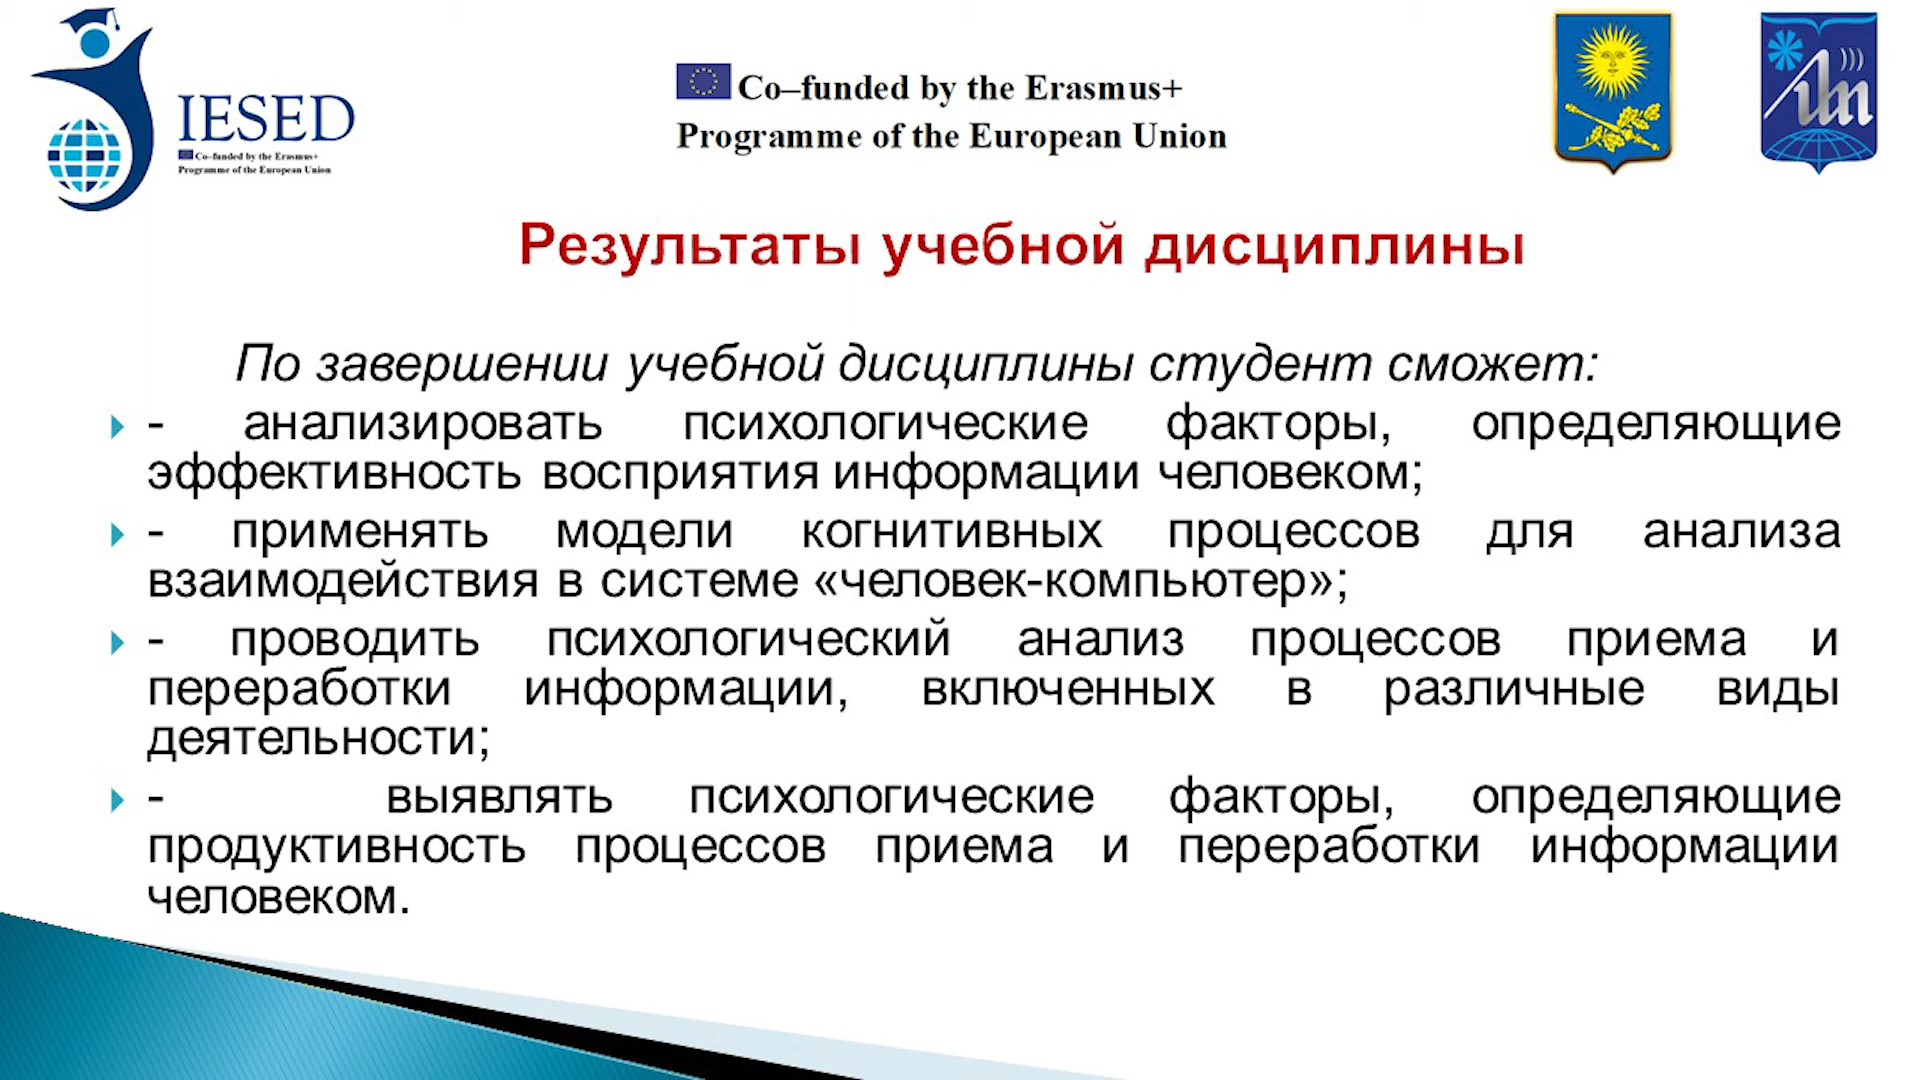 IESED
Co-funded by the Erasmus+
Programme of the European Union
Co–funded by the Erasmus+
Programme of the European Union
Результаты учебной дисциплины
По завершении учебной дисциплины студент сможет:
- анализировать психологические факторы, определяющие
эффективность восприятия информации человеком;
- применять модели когнитивных процессов для анализа
взаимодействия в системе «человек-компьютер»;
- проводить психологический анализ процессов приема и
переработки информации, включенных в различные виды
деятельности;
- выявлять психологические факторы, определяющие
продуктивность процессов приема и переработки информации
человеком.